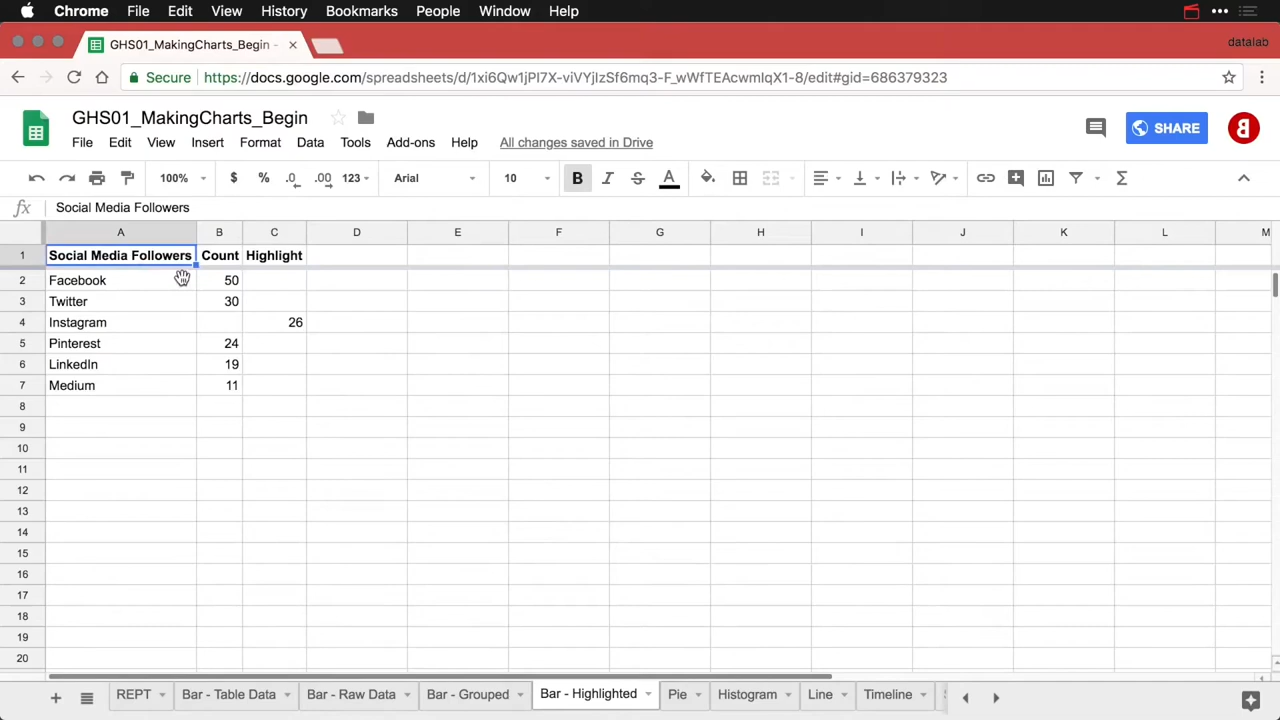 Chrome File Edit View History Bookmarks People Window Help
GHS01_MakingCharts_Begin -
datalab
Secure https://docs.google.com/spreadsheets/d/1xi6Qw1jPI7X-viVYjIzSf6mq3-F_wWfTEAcwmIqX1-8/edit#gid=686379323
GHS01_MakingCharts_Begin
File Edit View Insert Format Data Tools Add-ons Help All changes saved in Drive
SHARE
100% $ % .0 .00 123 Arial 10 B I S A Σ
fx Social Media Followers
A B C D E F G H I J K L M
1 Social Media Followers Count Highlight
2 Facebook 50
3 Twitter 30
4 Instagram 26
5 Pinterest 24
6 LinkedIn 19
7 Medium 11
8
9
10
11
12
13
14
15
16
17
18
19
20
REPT Bar - Table Data Bar - Raw Data Bar - Grouped Bar - Highlighted Pie Histogram Line Timeline